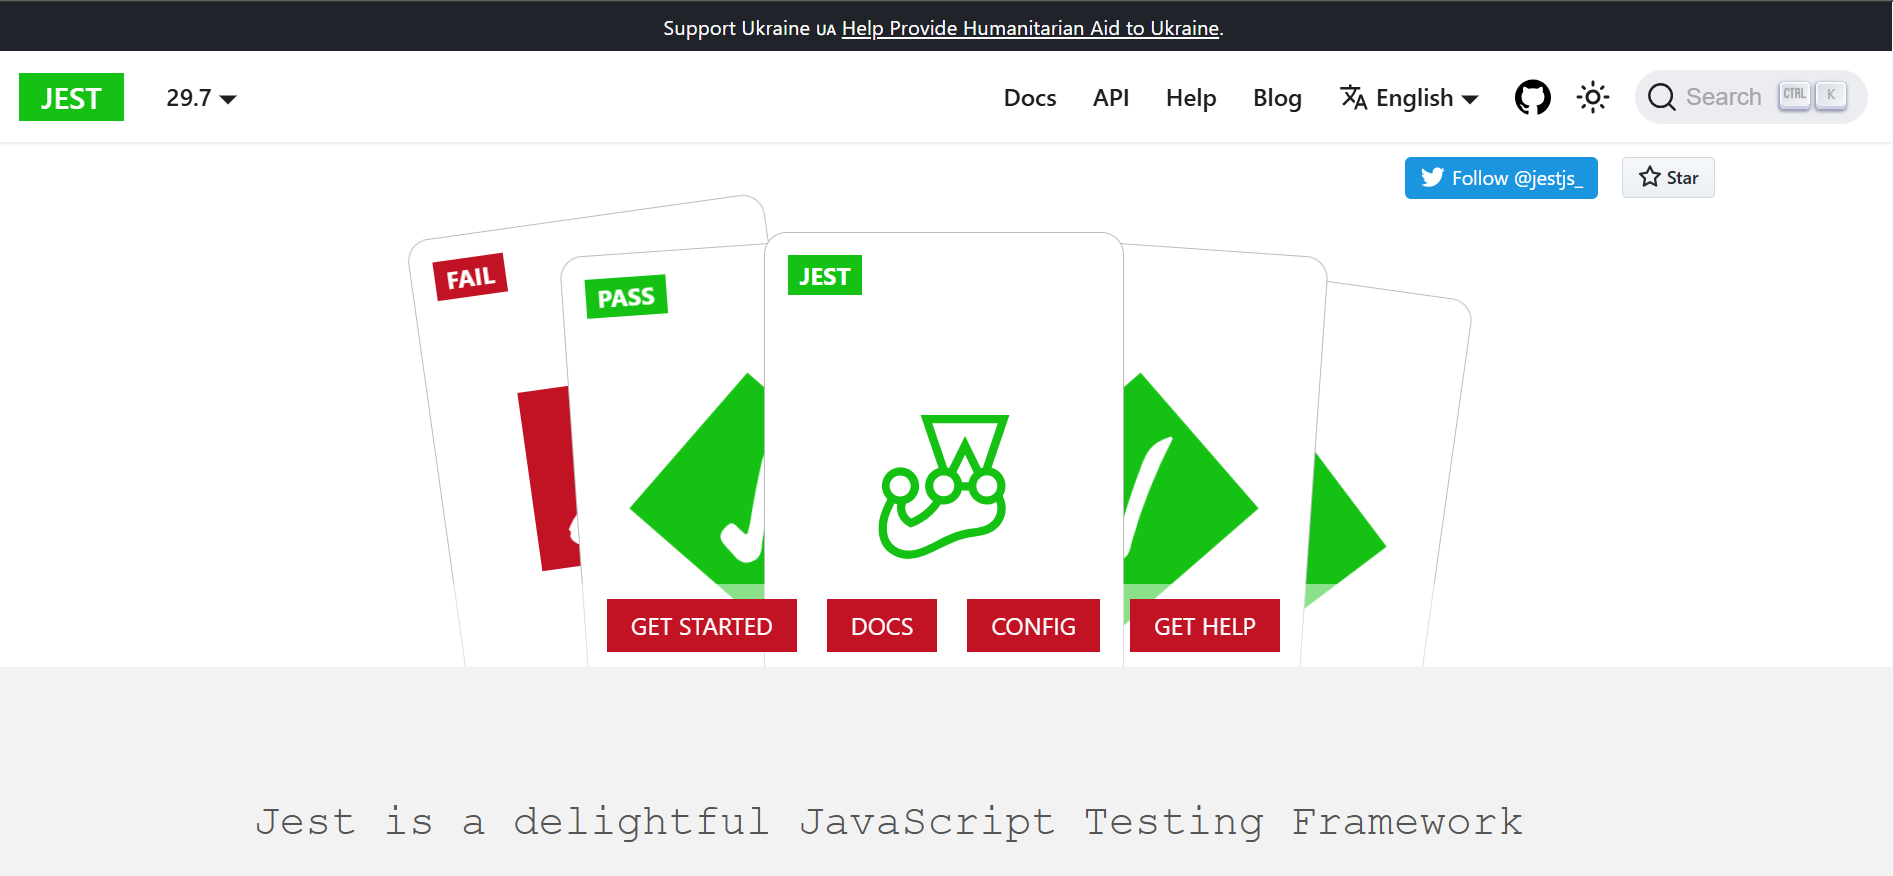 Support Ukraine UA Help Provide Humanitarian Aid to Ukraine.
JEST 29.7 Docs API Help Blog English Search CTRL K
Follow @jestjs_ Star
FAIL
PASS
JEST
GET STARTED DOCS CONFIG GET HELP
Jest is a delightful JavaScript Testing Framework